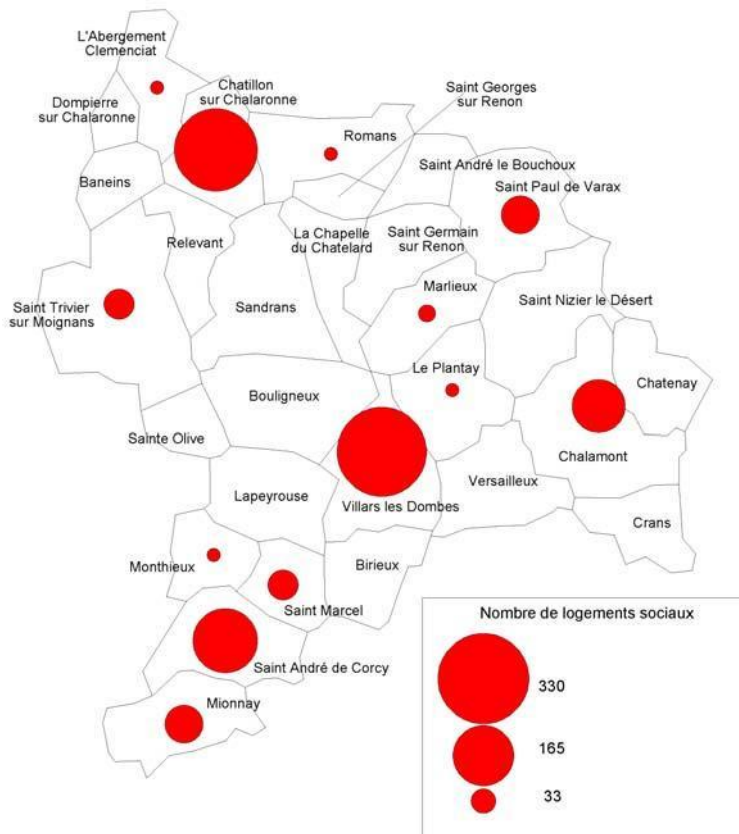 L'Abergement
Clemenciat
Dompierre
sur Chalaronne
Chatillon
sur Chalaronne
Saint Georges
sur Renon
Romans
Baneins
Saint André le Bouchoux
Saint Paul de Varax
Relevant
La Chapelle
du Chatelard
Saint Germain
sur Renon
Saint Trivier
sur Moignans
Sandrans
Marlieux
Saint Nizier le Désert
Le Plantay
Chatenay
Bouligneux
Sainte Olive
Chalamont
Lapeyrouse
Villars les Dombes
Versailleux
Crans
Monthieux
Birieux
Saint Marcel
Saint André de Corcy
Mionnay
Nombre de logements sociaux
330
165
33